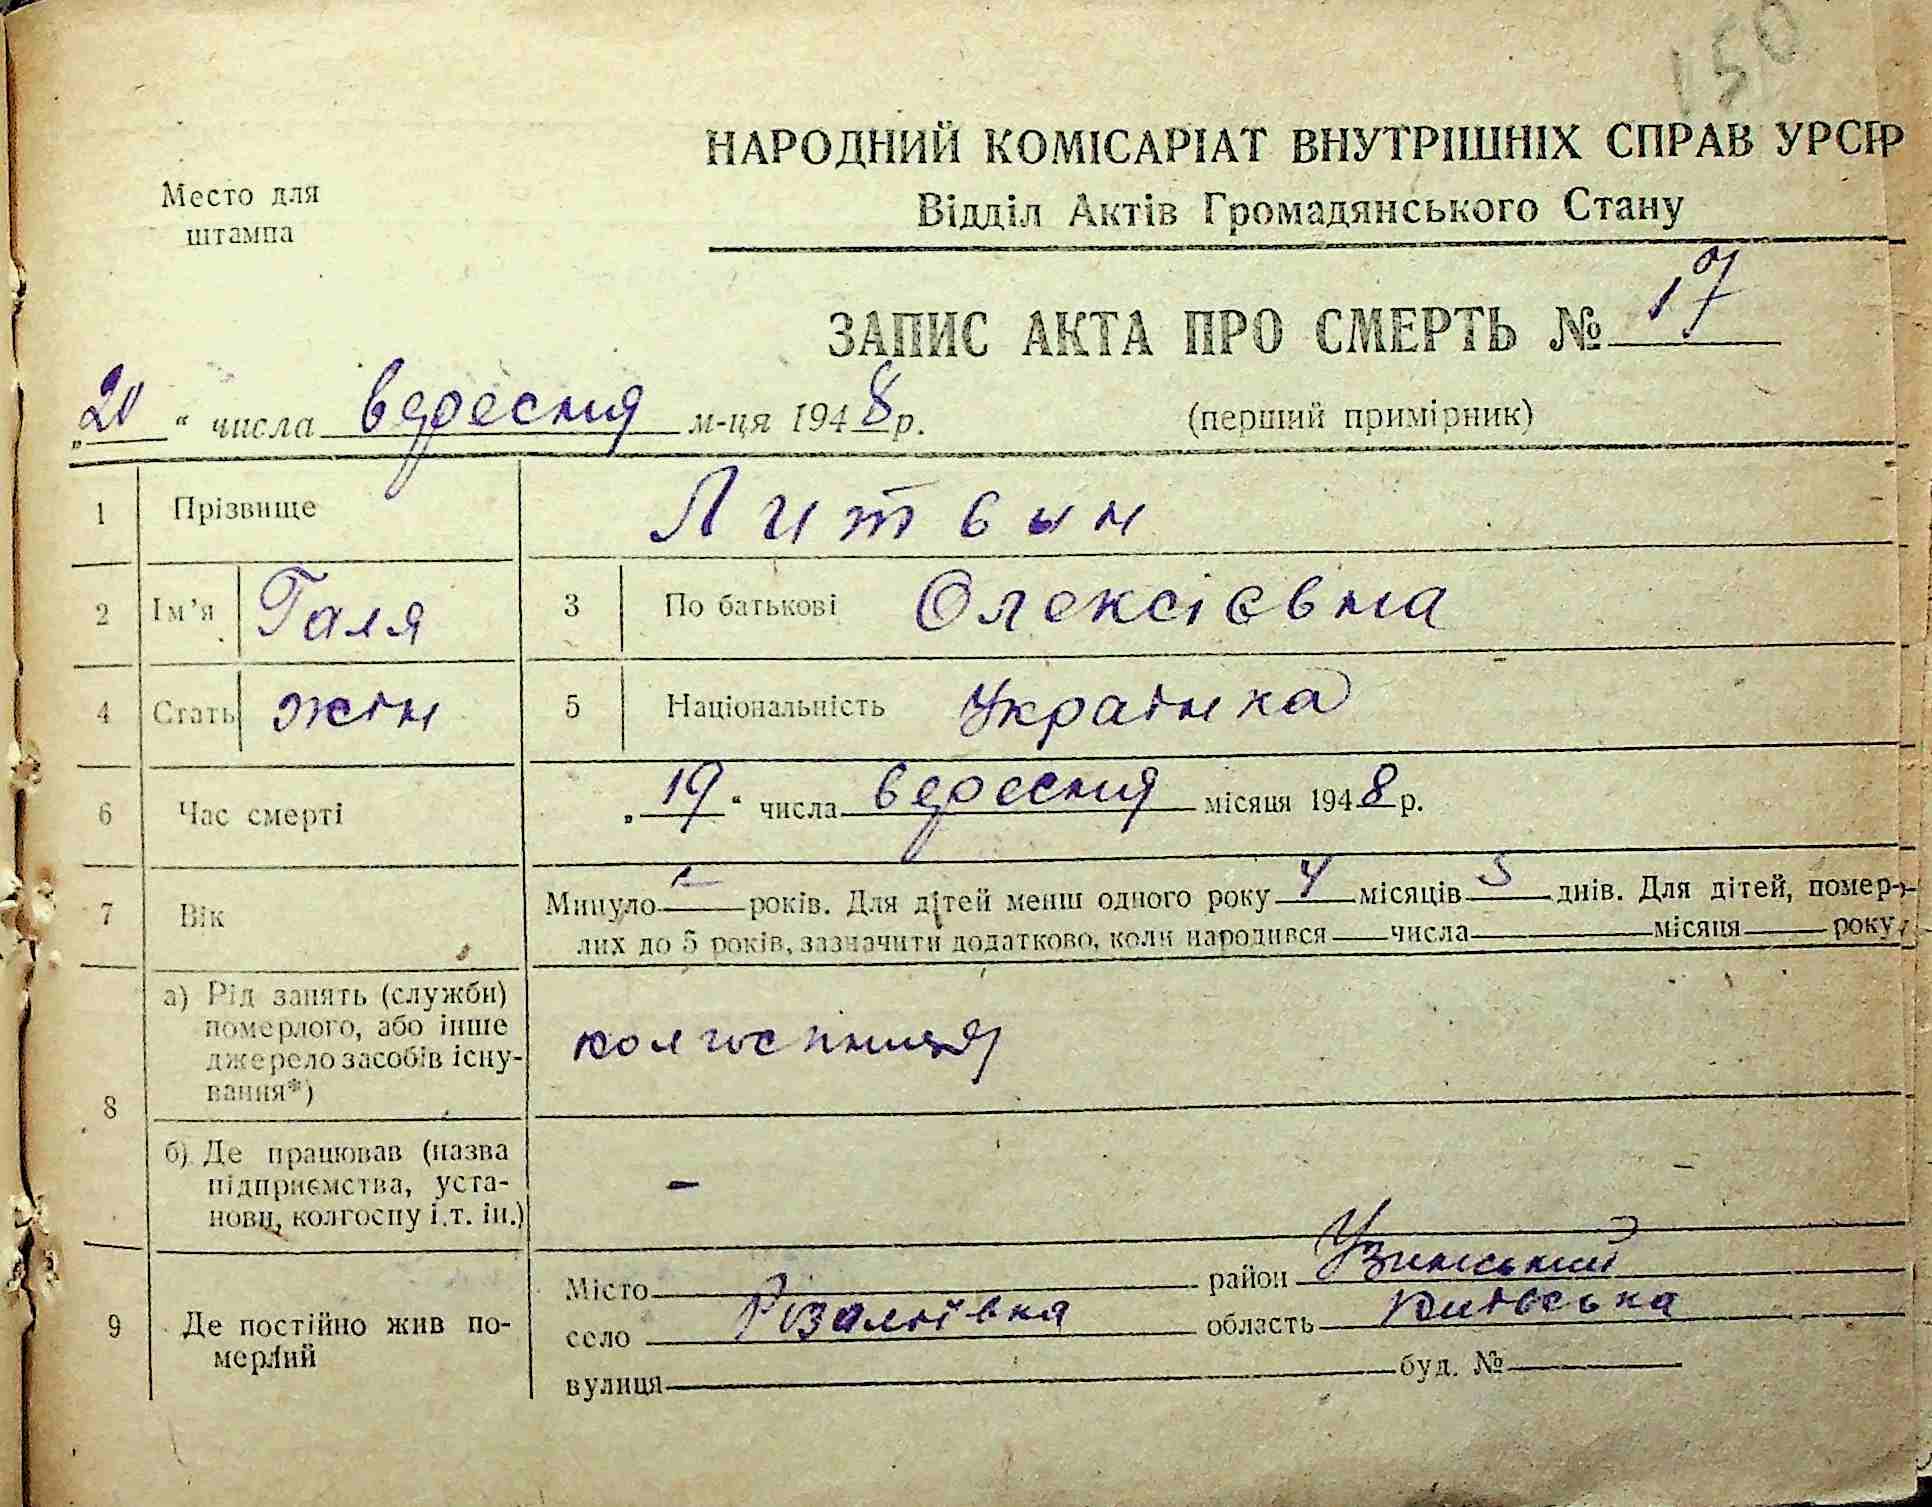 150
НАРОДНИЙ КОМІСАРІАТ ВНУТРІШНІХ СПРАВ УРСР
Место для
штампа
Відділ Актів Громадянського Стану
ЗАПИС АКТА ПРО СМЕРТЬ № 17
„20“ числа вересня м-ця 1948 р. (перший примірник)
1 Прізвище Литвын
2 Ім’я Галя 3 По батькові Олексієвна
4 Стать жін 5 Національність Українка
6 Час смерті „19“ числа вересня місяця 1948 р.
7 Вік Минуло - років. Для дітей менш одного року 4 місяців 5 днів. Для дітей, помер-
лих до 5 років, зазначити додатково, коли народився числа місяця року
8 а) Рід занять (служби)
померлого, або інше
джерело засобів існу-
вання*)
колгоспниця
б) Де працював (назва
підприємства, уста-
нови, колгоспу і.т. ін.)
-
9 Де постійно жив по-
мерлий
Місто район Узинський
село Розаліївка область Київська
вулиця буд. №